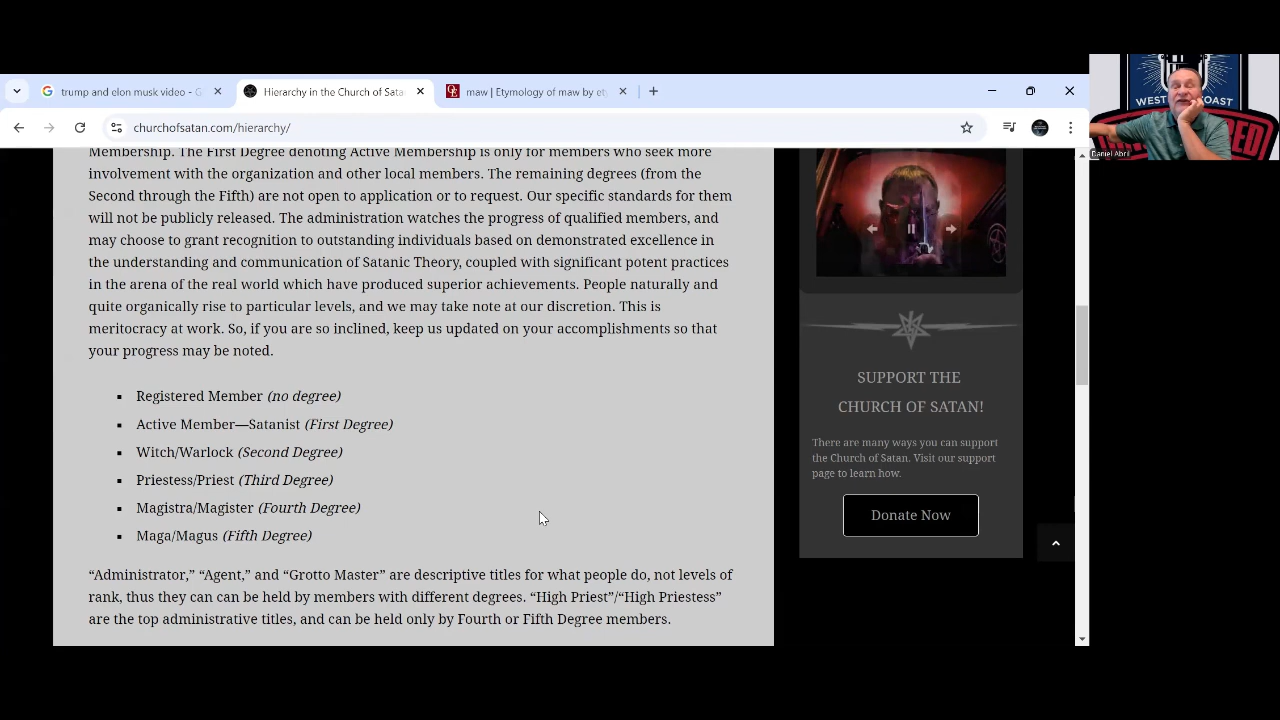 trump and elon musk video - G
Hierarchy in the Church of Sata
maw | Etymology of maw by ety
churchofsatan.com/hierarchy/
Membership. The First Degree denoting Active Membership is only for members who seek more
involvement with the organization and other local members. The remaining degrees (from the
Second through the Fifth) are not open to application or to request. Our specific standards for them
will not be publicly released. The administration watches the progress of qualified members, and
may choose to grant recognition to outstanding individuals based on demonstrated excellence in
the understanding and communication of Satanic Theory, coupled with significant potent practices
in the arena of the real world which have produced superior achievements. People naturally and
quite organically rise to particular levels, and we may take note at our discretion. This is
meritocracy at work. So, if you are so inclined, keep us updated on your accomplishments so that
your progress may be noted.
Registered Member (no degree)
Active Member—Satanist (First Degree)
Witch/Warlock (Second Degree)
Priestess/Priest (Third Degree)
Magistra/Magister (Fourth Degree)
Maga/Magus (Fifth Degree)
“Administrator,” “Agent,” and “Grotto Master” are descriptive titles for what people do, not levels of
rank, thus they can can be held by members with different degrees. “High Priest”/“High Priestess”
are the top administrative titles, and can be held only by Fourth or Fifth Degree members.
SUPPORT THE
CHURCH OF SATAN!
There are many ways you can support
the Church of Satan. Visit our support
page to learn how.
Donate Now
WEST COAST
Daniel Abril